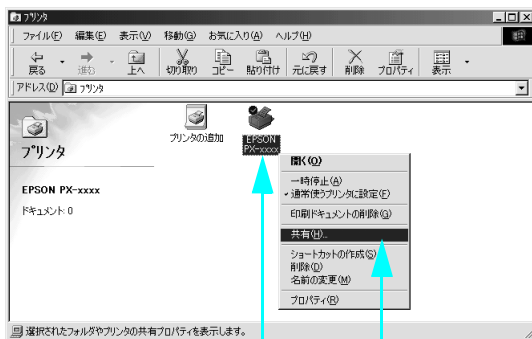 プリンタ
ファイル(F) 編集(E) 表示(V) 移動(G) お気に入り(A) ヘルプ(H)
戻る 進む 上へ 切り取り コピー 貼り付け 元に戻す 削除 プロパティ 表示
アドレス(D) プリンタ
プリンタ
EPSON PX-xxxx
ドキュメント: 0
プリンタの追加
EPSON
PX-xxxx
開く(O)
一時停止(A)
通常使うプリンタに設定(F)
印刷ドキュメントの削除(G)
共有(H)...
ショートカットの作成(S)
削除(D)
名前の変更(M)
プロパティ(R)
選択されたフォルダやプリンタの共有プロパティを表示します。